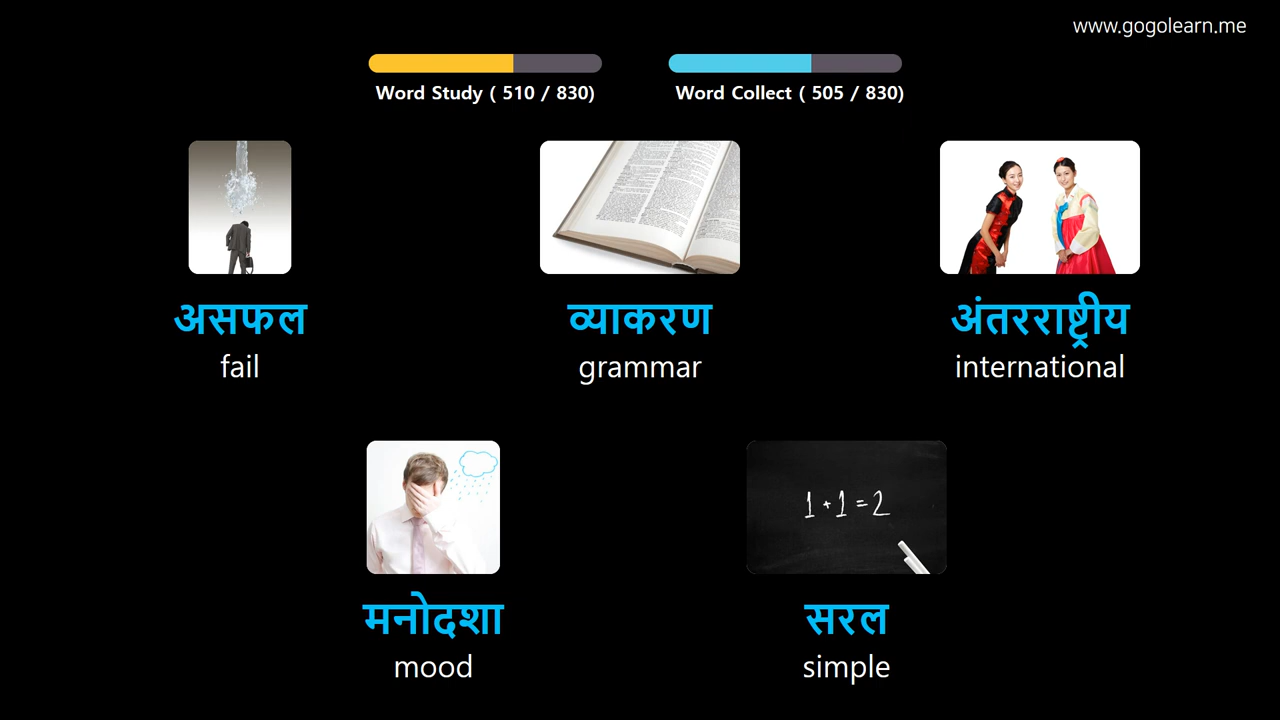 www.gogolearn.me
Word Study ( 510 / 830)
Word Collect ( 505 / 830)
असफल
fail
व्याकरण
grammar
अंतरराष्ट्रीय
international
1+1=2
मनोदशा
mood
सरल
simple